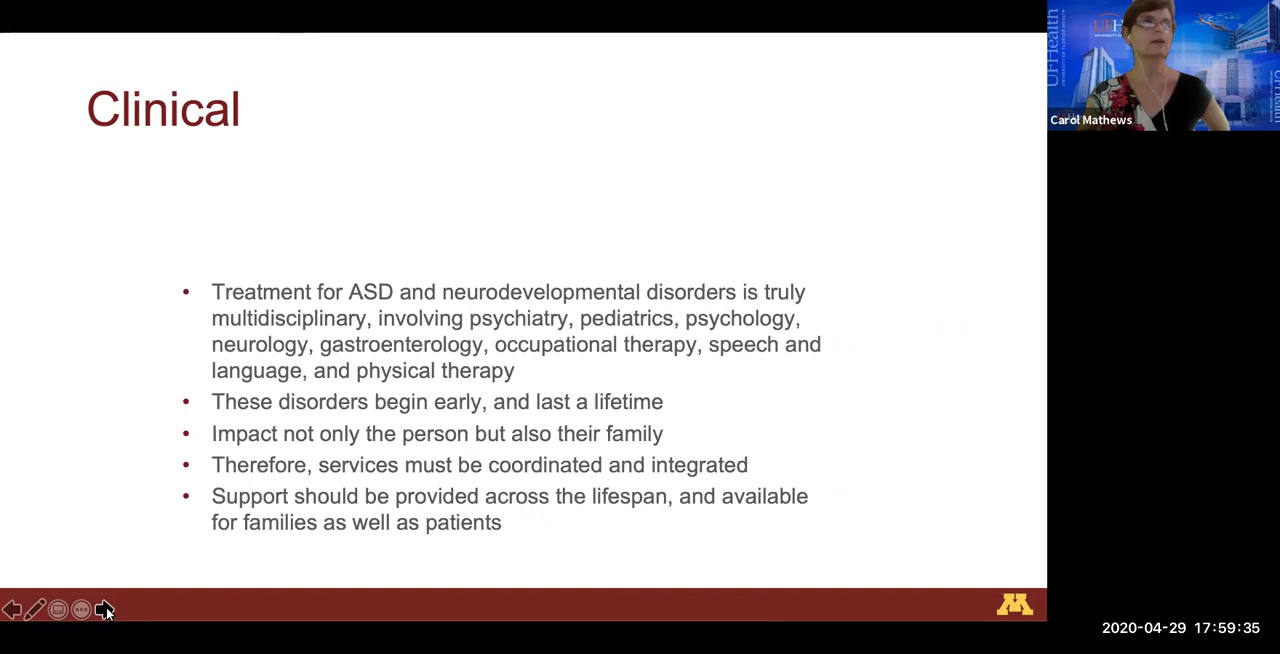 Clinical
• Treatment for ASD and neurodevelopmental disorders is truly
multidisciplinary, involving psychiatry, pediatrics, psychology,
neurology, gastroenterology, occupational therapy, speech and
language, and physical therapy
• These disorders begin early, and last a lifetime
• Impact not only the person but also their family
• Therefore, services must be coordinated and integrated
• Support should be provided across the lifespan, and available
for families as well as patients
M
UFHealth
Carol Mathews
2020-04-29 17:59:35